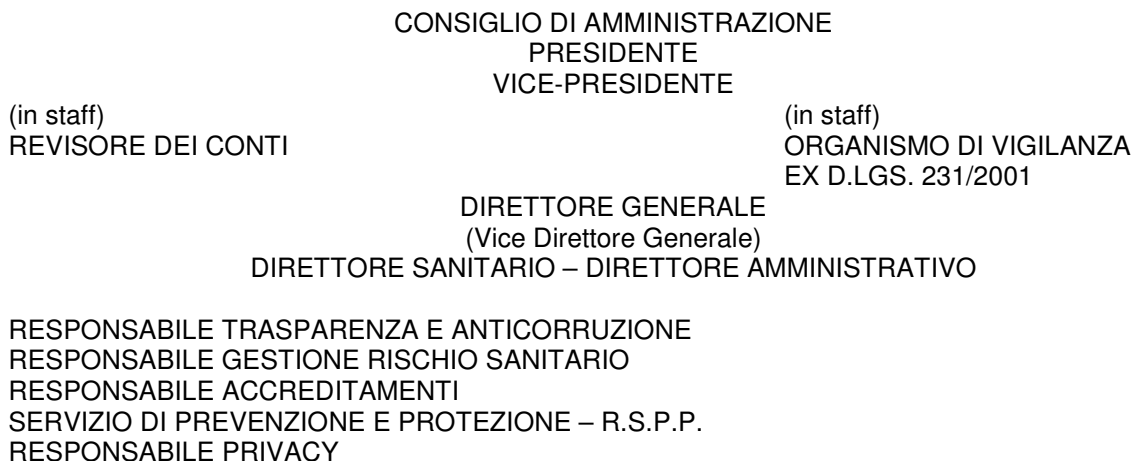 CONSIGLIO DI AMMINISTRAZIONE
PRESIDENTE
VICE-PRESIDENTE
(in staff) (in staff)
REVISORE DEI CONTI ORGANISMO DI VIGILANZA
EX D.LGS. 231/2001
DIRETTORE GENERALE
(Vice Direttore Generale)
DIRETTORE SANITARIO – DIRETTORE AMMINISTRATIVO
RESPONSABILE TRASPARENZA E ANTICORRUZIONE
RESPONSABILE GESTIONE RISCHIO SANITARIO
RESPONSABILE ACCREDITAMENTI
SERVIZIO DI PREVENZIONE E PROTEZIONE – R.S.P.P.
RESPONSABILE PRIVACY